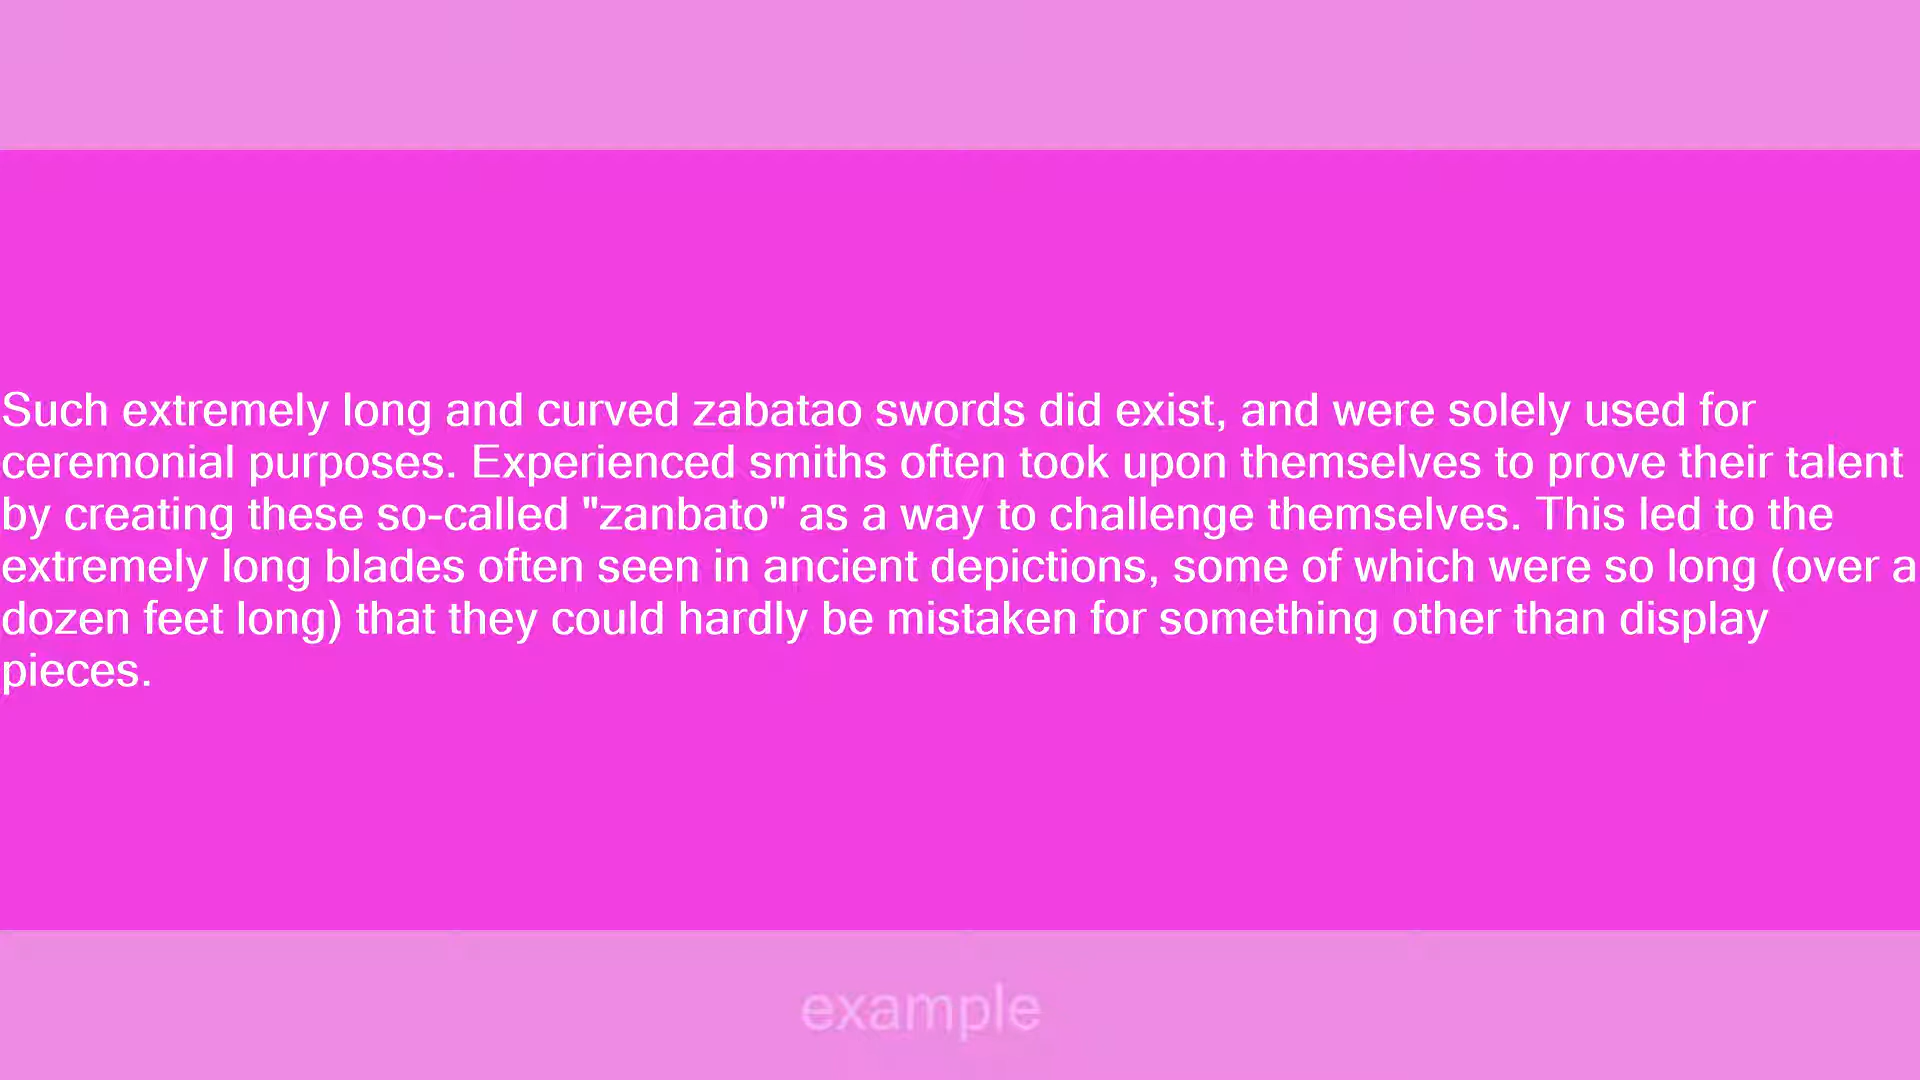 Such extremely long and curved zabatao swords did exist, and were solely used for
ceremonial purposes. Experienced smiths often took upon themselves to prove their talent
by creating these so-called "zanbato" as a way to challenge themselves. This led to the
extremely long blades often seen in ancient depictions, some of which were so long (over a
dozen feet long) that they could hardly be mistaken for something other than display
pieces.
example